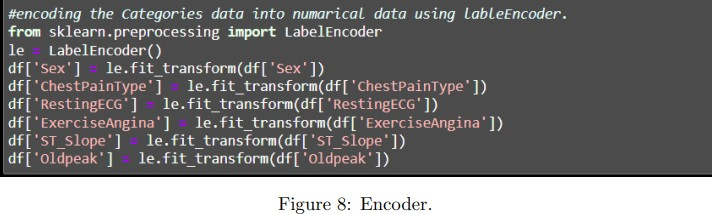 #encoding the Categories data into numarical data using lableEncoder.
from sklearn.preprocessing import LabelEncoder
le = LabelEncoder()
df['Sex'] = le.fit_transform(df['Sex'])
df['ChestPainType'] = le.fit_transform(df['ChestPainType'])
df['RestingECG'] = le.fit_transform(df['RestingECG'])
df['ExerciseAngina'] = le.fit_transform(df['ExerciseAngina'])
df['ST_Slope'] = le.fit_transform(df['ST_Slope'])
df['Oldpeak'] = le.fit_transform(df['Oldpeak'])
Figure 8: Encoder.